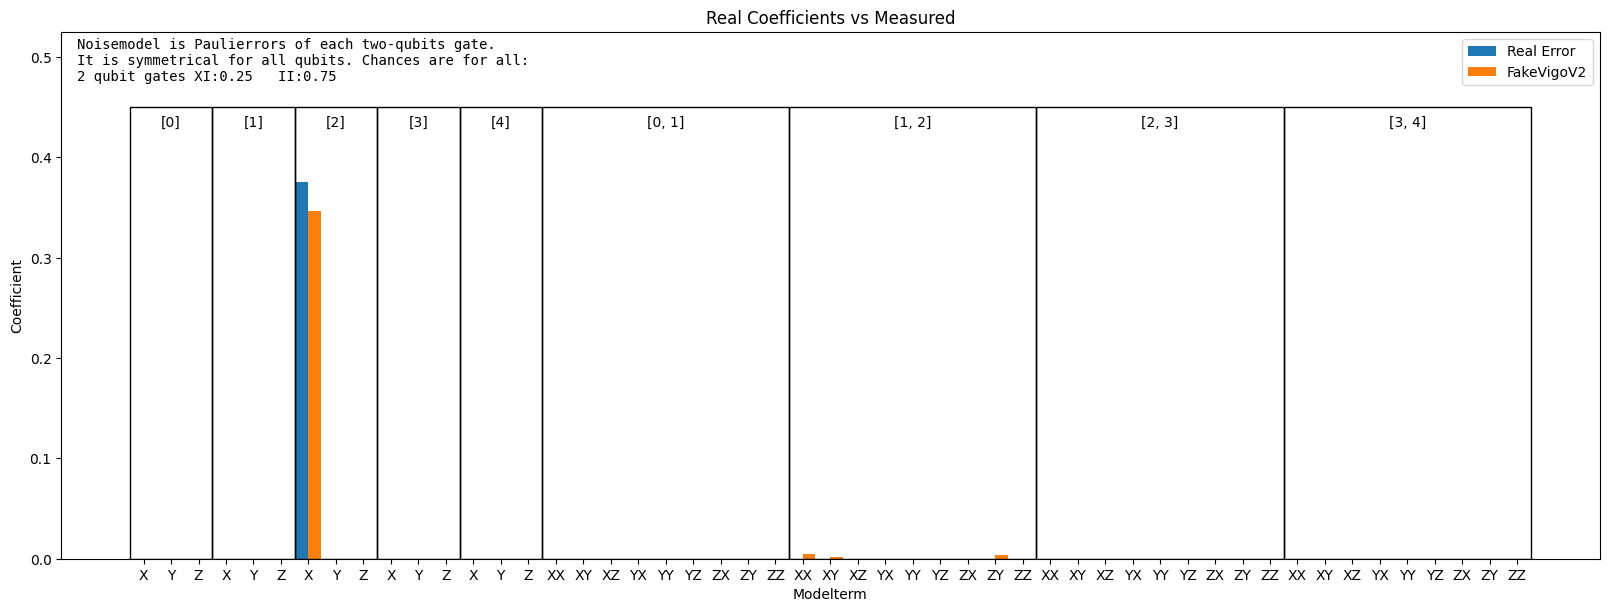 Real Coefficients vs Measured
Noisemodel is Paulierrors of each two-qubits gate.
It is symmetrical for all qubits. Chances are for all:
2 qubit gates XI:0.25   II:0.75
Real Error
FakeVigoV2
[0] [1] [2] [3] [4] [0, 1] [1, 2] [2, 3] [3, 4]
Coefficient
0.5
0.4
0.3
0.2
0.1
0.0
X Y Z X Y Z X Y Z X Y Z X Y Z XX XY XZ YX YY YZ ZX ZY ZZ XX XY XZ YX YY YZ ZX ZY ZZ XX XY XZ YX YY YZ ZX ZY ZZ XX XY XZ YX YY YZ ZX ZY ZZ
Modelterm